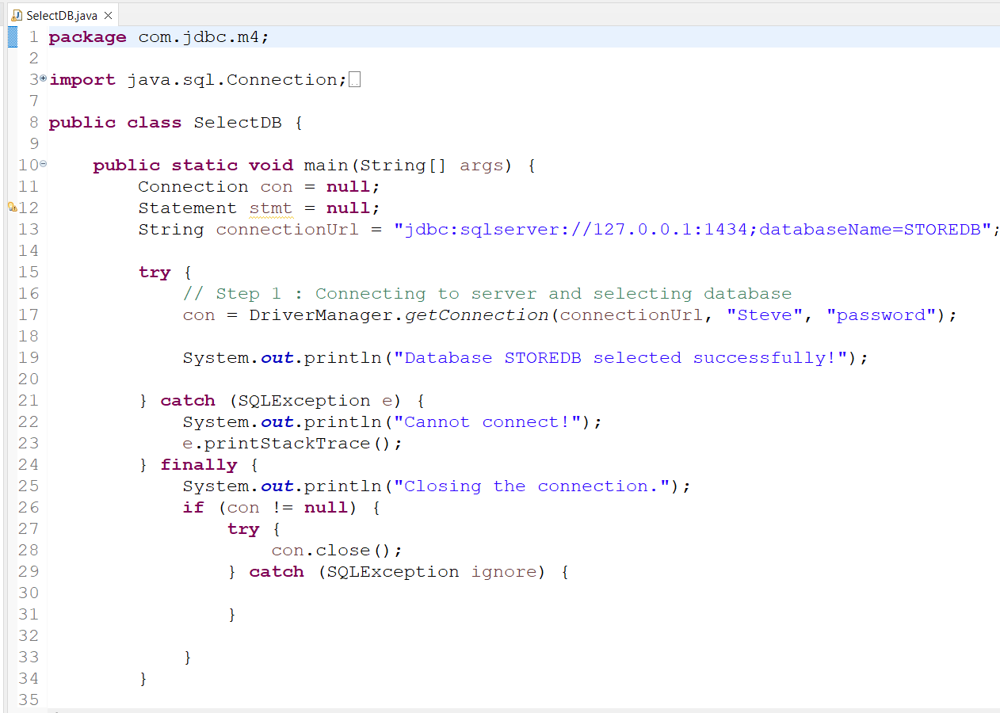 SelectDB.java
1 package com.jdbc.m4;
2
3 import java.sql.Connection;
7
8 public class SelectDB {
9
10     public static void main(String[] args) {
11         Connection con = null;
12         Statement stmt = null;
13         String connectionUrl = "jdbc:sqlserver://127.0.0.1:1434;databaseName=STOREDB";
14
15         try {
16             // Step 1 : Connecting to server and selecting database
17             con = DriverManager.getConnection(connectionUrl, "Steve", "password");
18
19             System.out.println("Database STOREDB selected successfully!");
20
21         } catch (SQLException e) {
22             System.out.println("Cannot connect!");
23             e.printStackTrace();
24         } finally {
25             System.out.println("Closing the connection.");
26             if (con != null) {
27                 try {
28                     con.close();
29                 } catch (SQLException ignore) {
30
31                 }
32
33             }
34         }
35